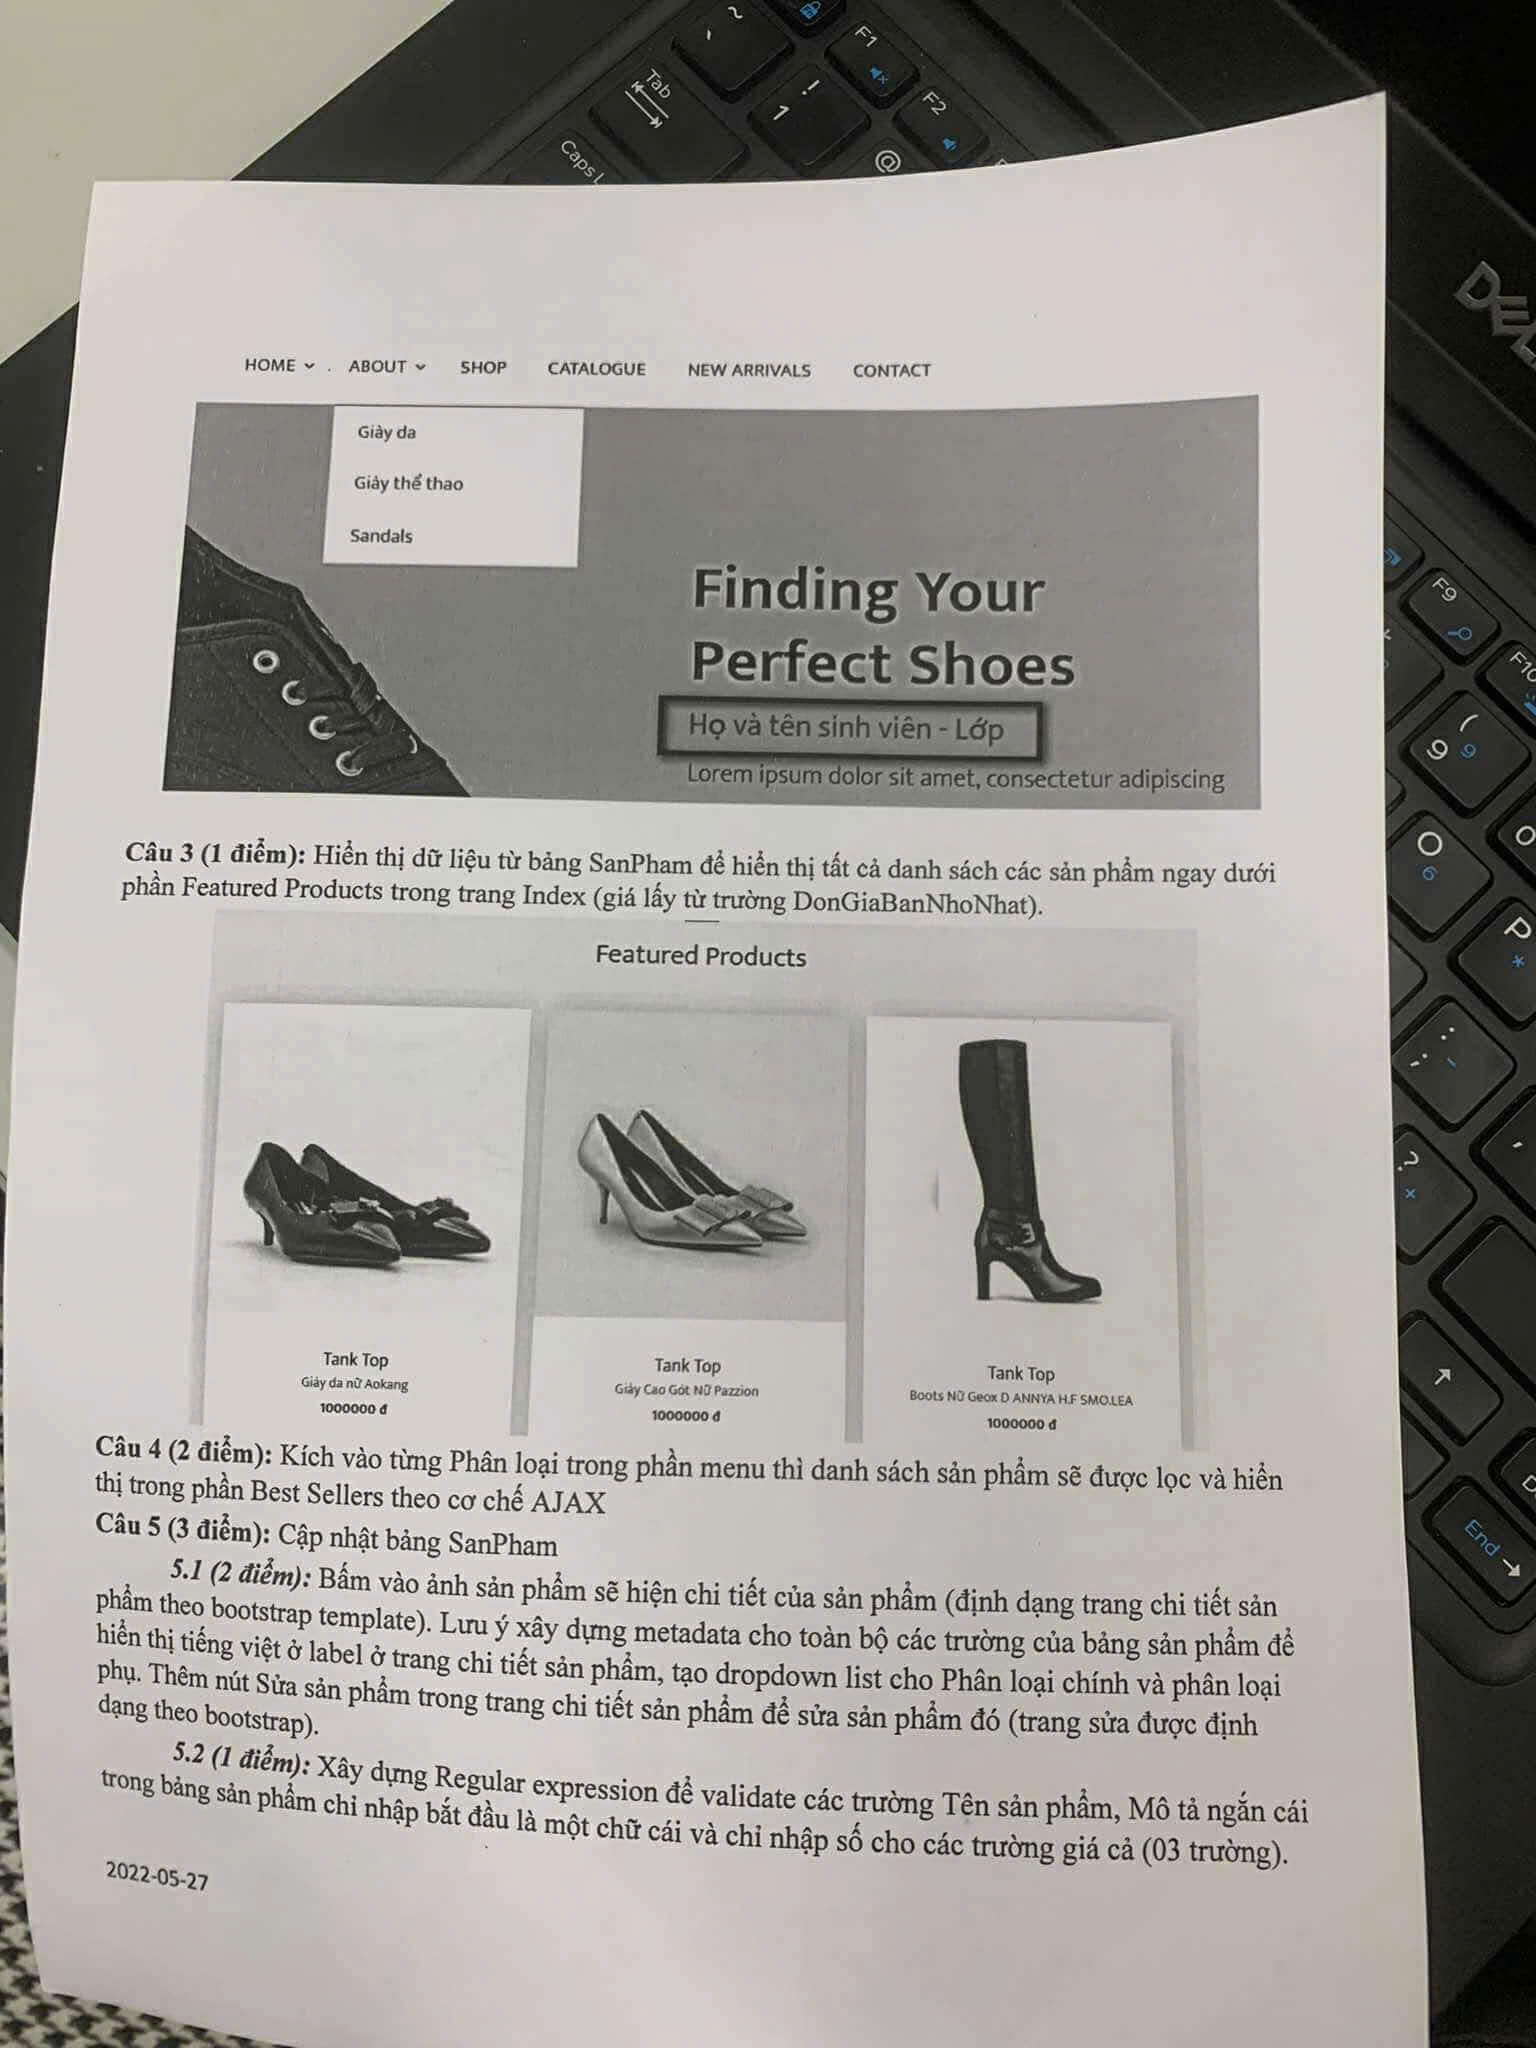 ~
Tab
Caps L
!
1
@
F1
F2
DELL
F9
F10
(
9 9
O
6
P
*
:
; -
?
+
End
HOME ABOUT SHOP CATALOGUE NEW ARRIVALS CONTACT
Giày da
Giày thể thao
Sandals
Finding Your
Perfect Shoes
Họ và tên sinh viên - Lớp
Lorem ipsum dolor sit amet, consectetur adipiscing
Câu 3 (1 điểm): Hiển thị dữ liệu từ bảng SanPham để hiển thị tất cả danh sách các sản phẩm ngay dưới
phần Featured Products trong trang Index (giá lấy từ trường DonGiaBanNhoNhat).
Featured Products
Tank Top Tank Top Tank Top
Giày da nữ Aokang Giày Cao Gót Nữ Pazzion Boots Nữ Geox D ANNYA H.F SMO.LEA
1000000 đ 1000000 đ 1000000 đ
Câu 4 (2 điểm): Kích vào từng Phân loại trong phần menu thì danh sách sản phẩm sẽ được lọc và hiển
thị trong phần Best Sellers theo cơ chế AJAX
Câu 5 (3 điểm): Cập nhật bảng SanPham
5.1 (2 điểm): Bấm vào ảnh sản phẩm sẽ hiện chi tiết của sản phẩm (định dạng trang chi tiết sản
phẩm theo bootstrap template). Lưu ý xây dựng metadata cho toàn bộ các trường của bảng sản phẩm để
hiển thị tiếng việt ở label ở trang chi tiết sản phẩm, tạo dropdown list cho Phân loại chính và phân loại
phụ. Thêm nút Sửa sản phẩm trong trang chi tiết sản phẩm để sửa sản phẩm đó (trang sửa được định
dạng theo bootstrap).
5.2 (1 điểm): Xây dựng Regular expression để validate các trường Tên sản phẩm, Mô tả ngắn cái
trong bảng sản phẩm chỉ nhập bắt đầu là một chữ cái và chỉ nhập số cho các trường giá cả (03 trường).
2022-05-27